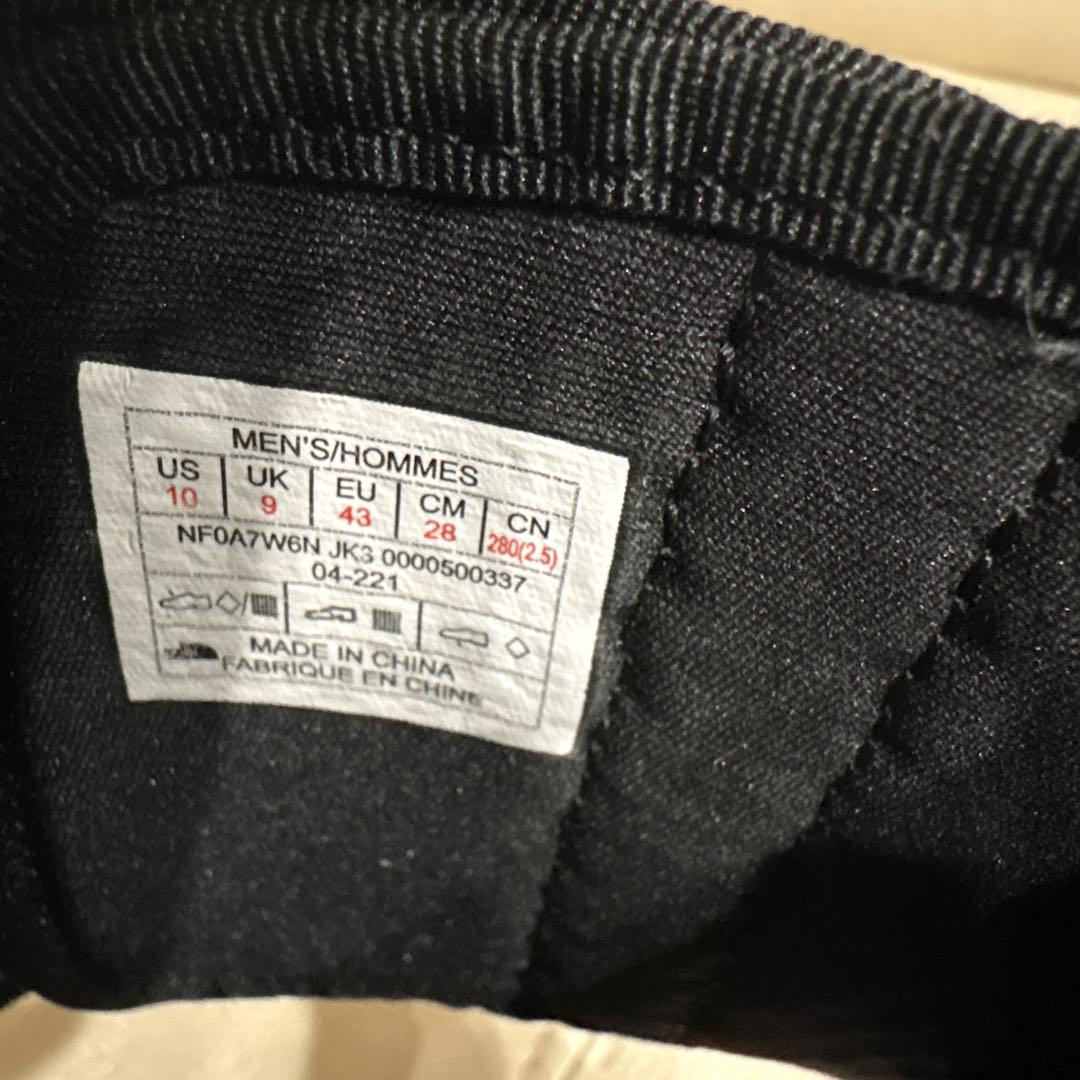 MEN'S/HOMMES
US UK EU CM CN
10 9 43 28 280(2.5)
NF0A7W6N JK3 0000500337
04-221
MADE IN CHINA
FABRIQUE EN CHINE